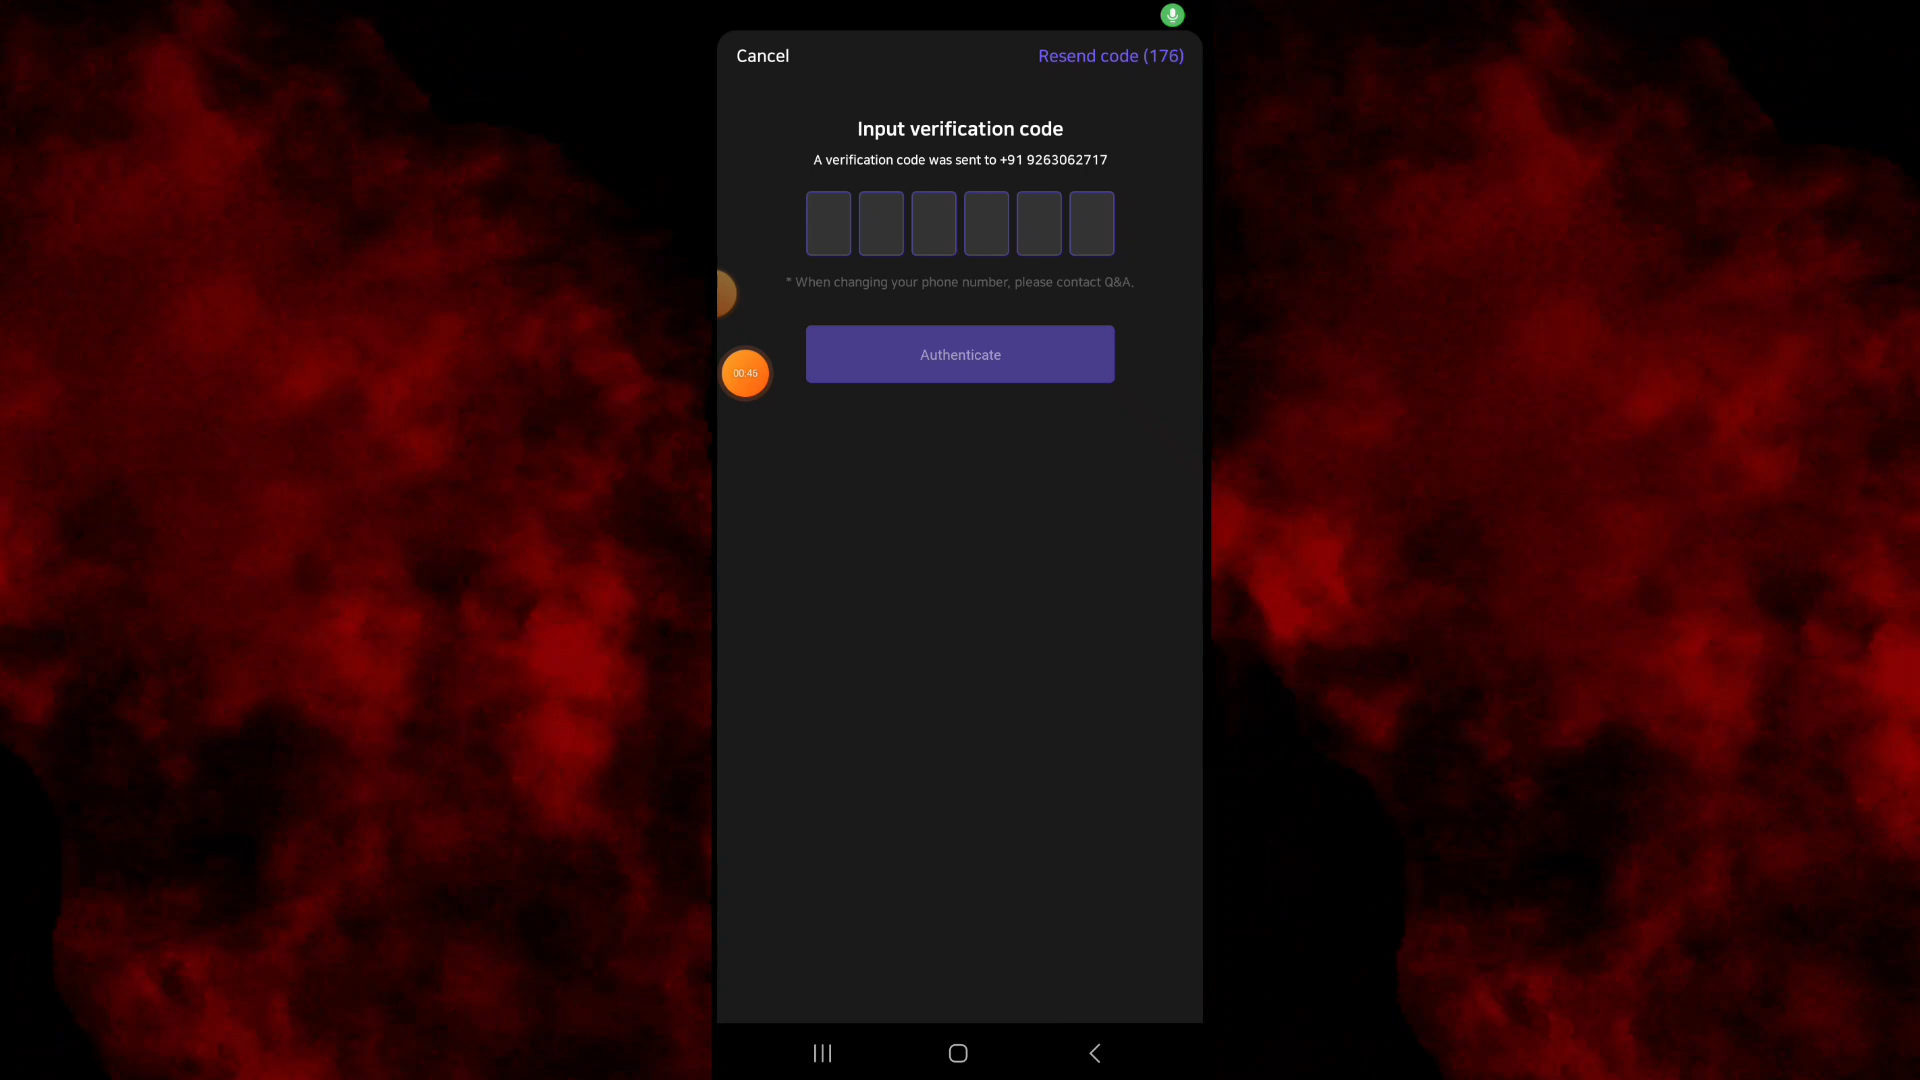 Cancel
Resend code (176)
Input verification code
A verification code was sent to +91 9263062717
* When changing your phone number, please contact Q&A.
00:46
Authenticate